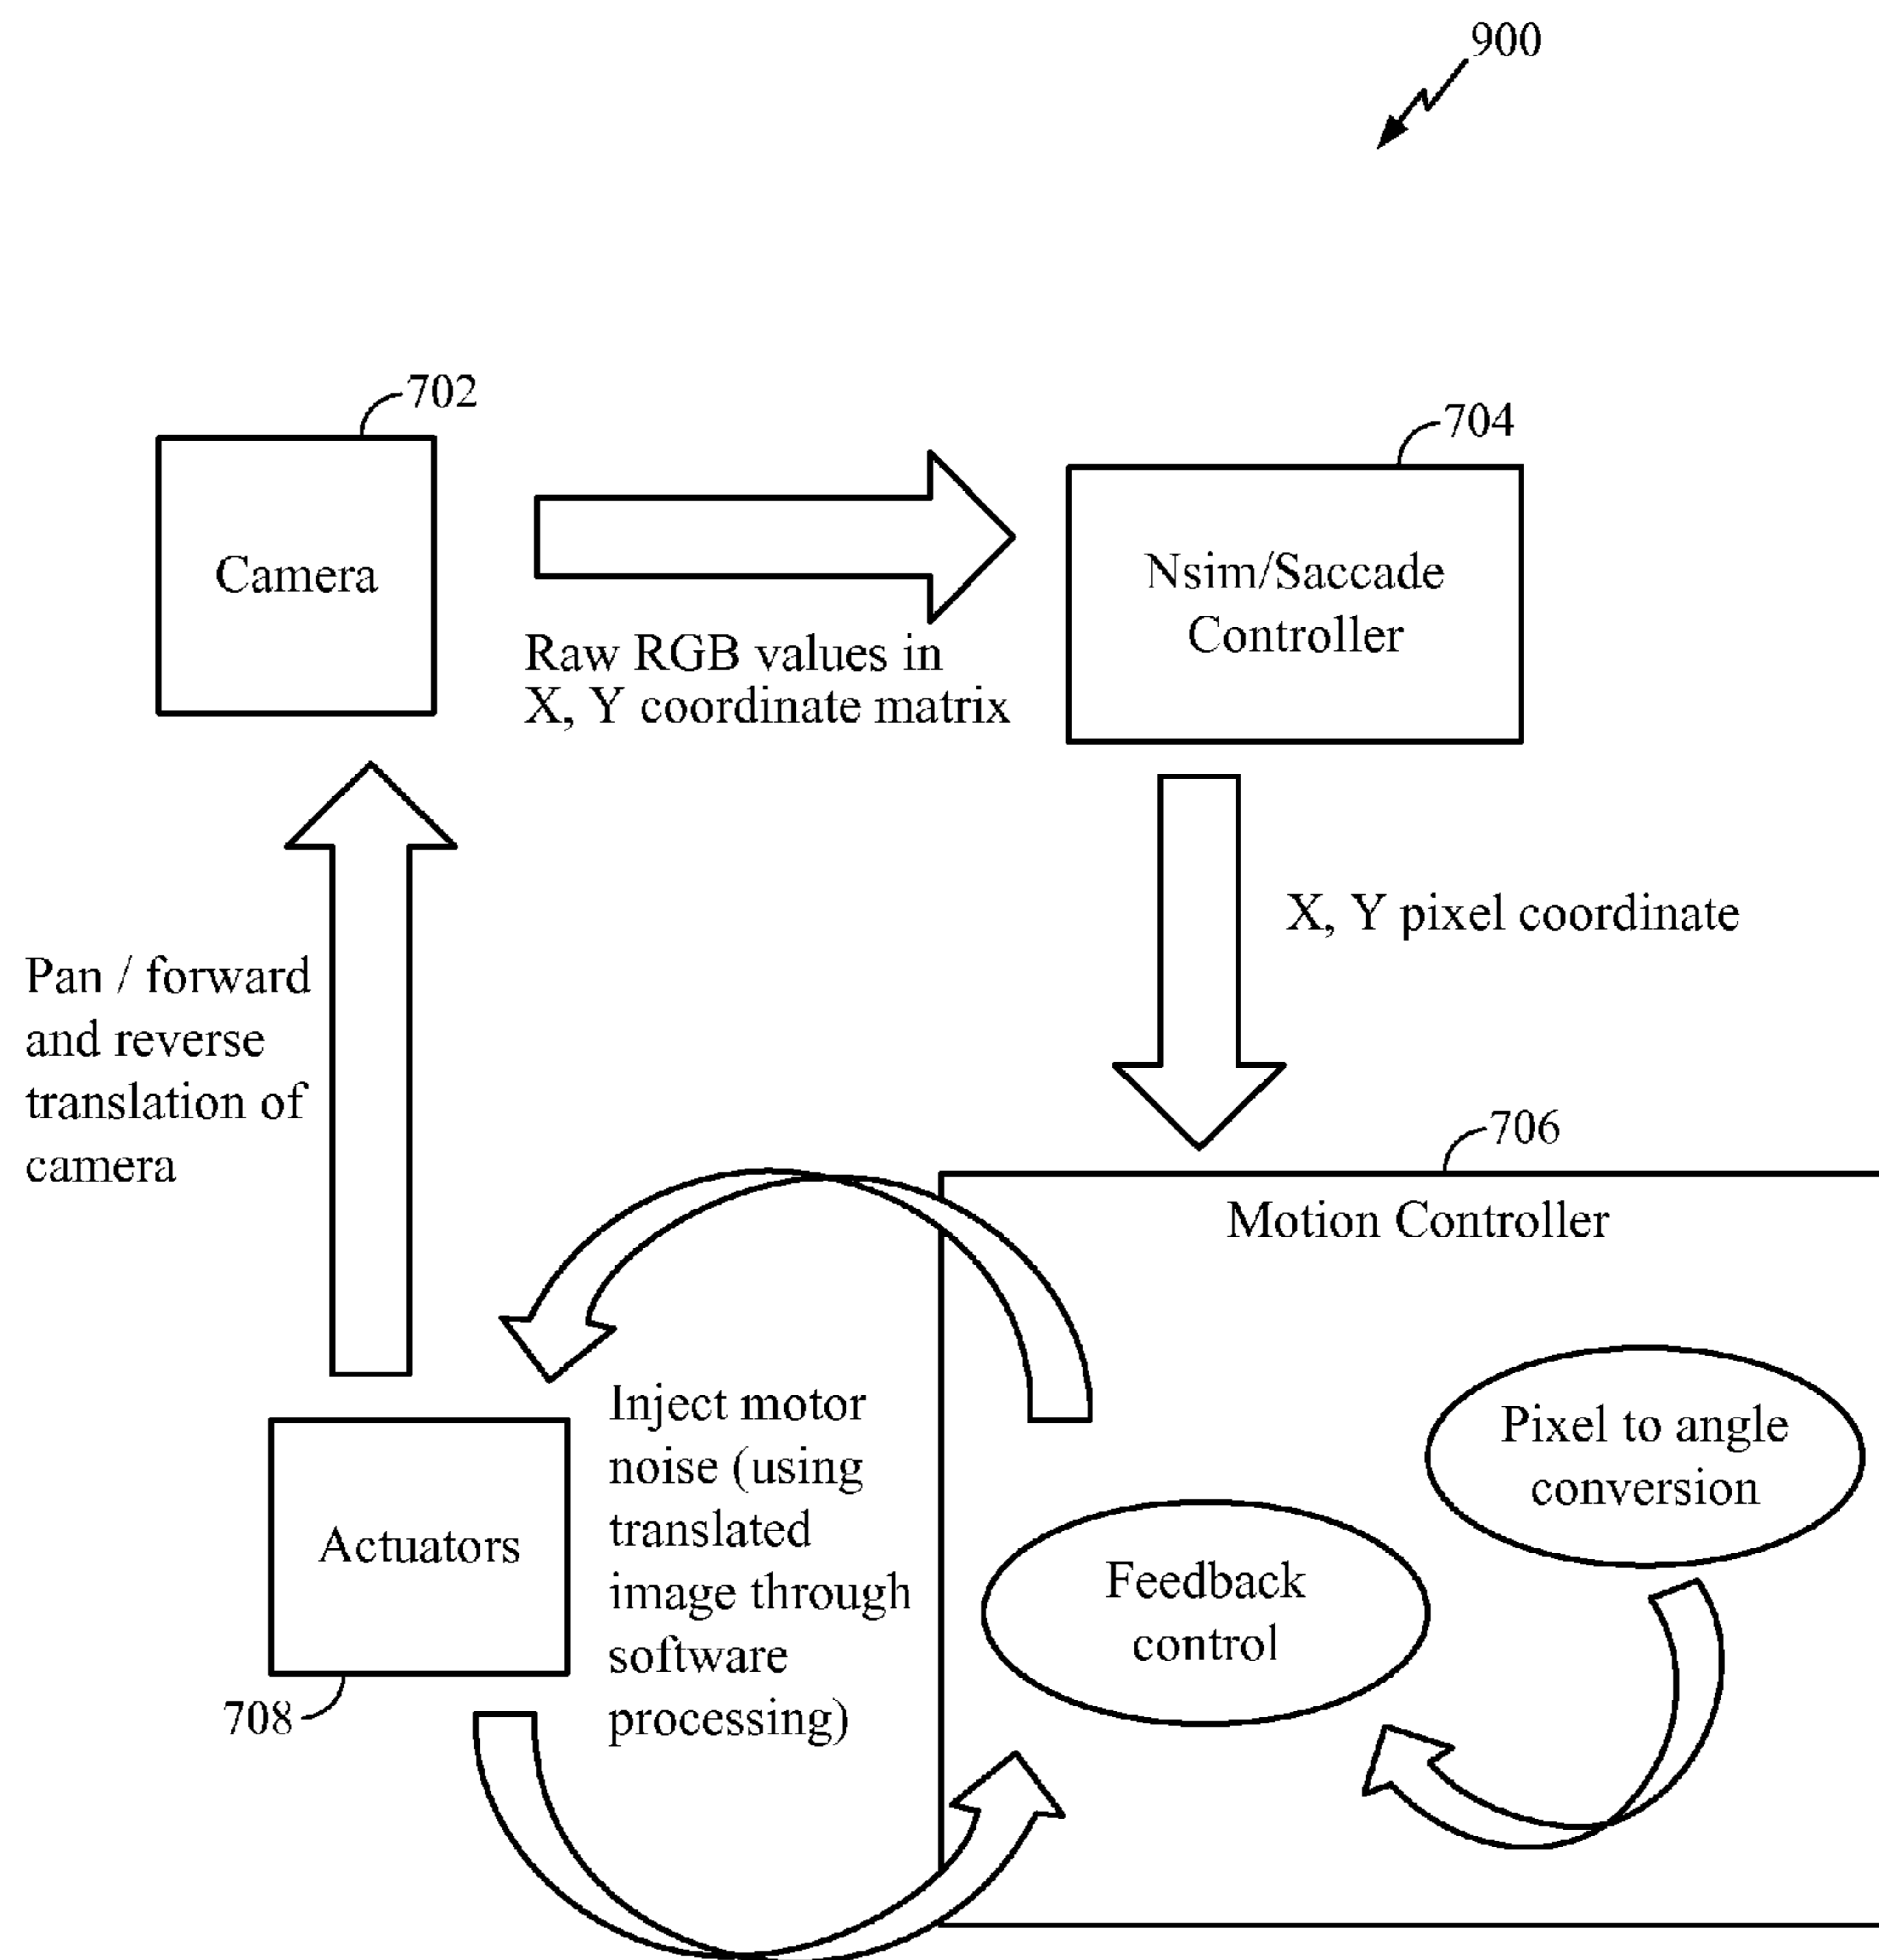 900
702
704
Camera
Nsim/Saccade
Controller
Raw RGB values in
X, Y coordinate matrix
X, Y pixel coordinate
Pan / forward
and reverse
translation of
camera
706
Motion Controller
Inject motor
noise (using
translated
image through
software
processing)
Pixel to angle
conversion
Actuators
Feedback
control
708